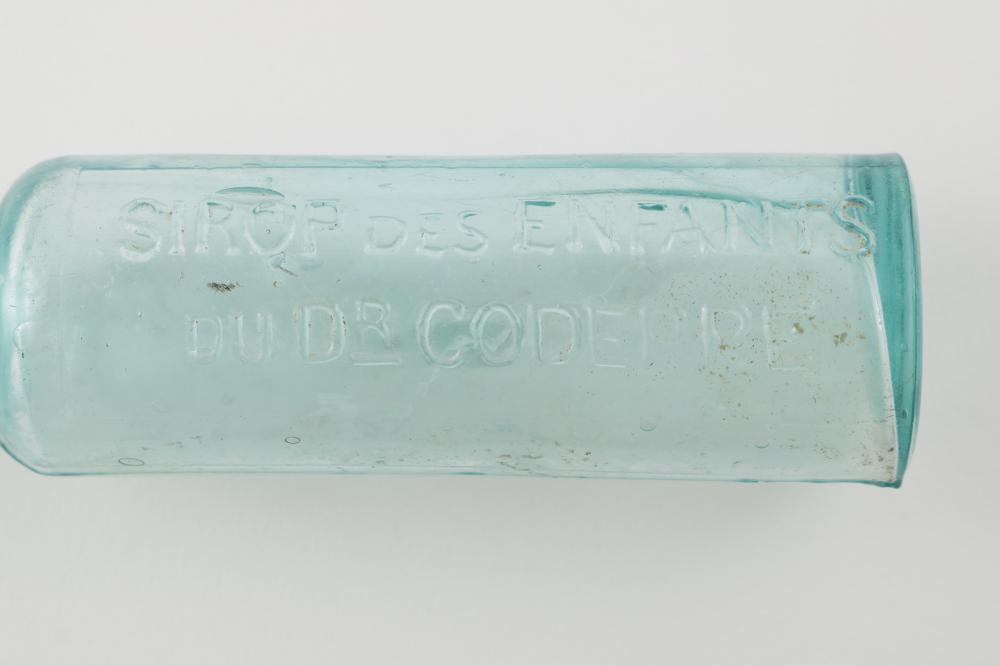 SIROP DES ENFANTS
DU DR CODERRE